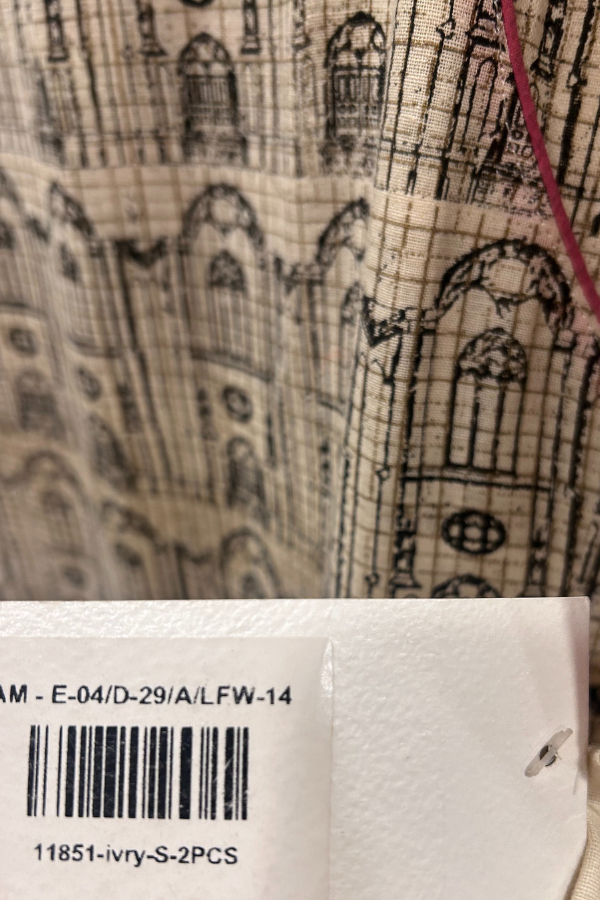 AM - E-04/D-29/A/LFW-14
11851-ivry-S-2PCS